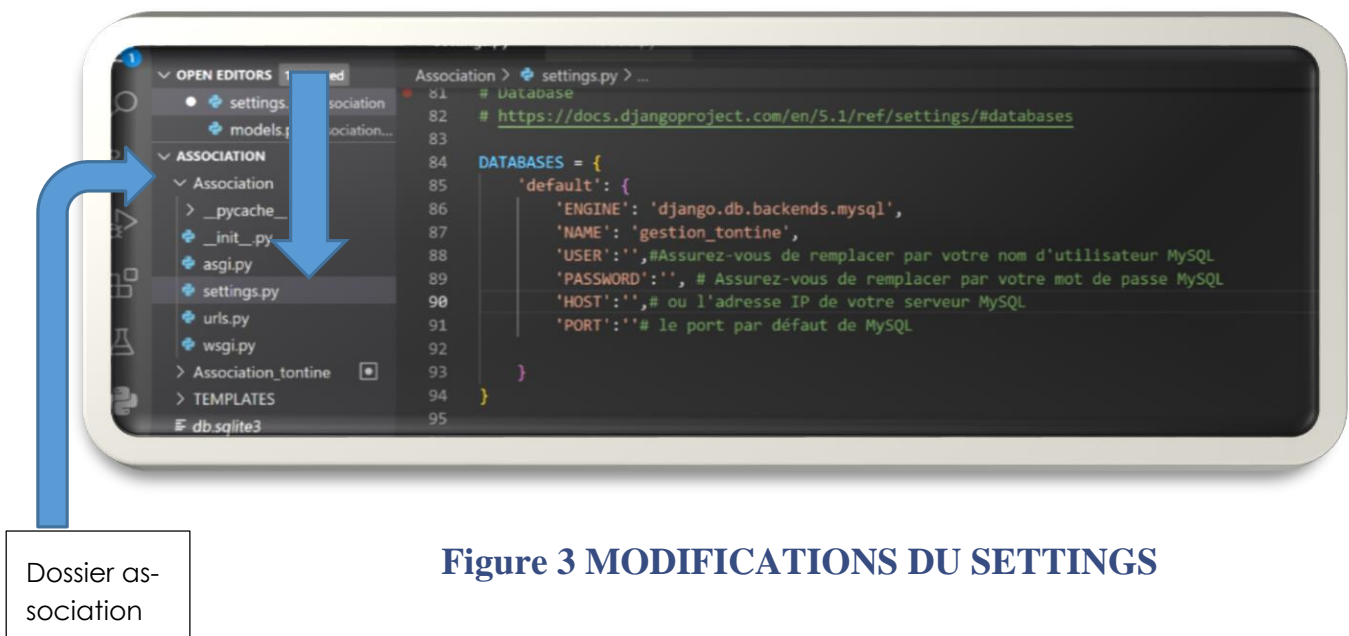 1
OPEN EDITORS
Association > settings.py > ...
settings.
models.p
ASSOCIATION
Association
__init__.py
asgi.py
settings.py
urls.py
wsgi.py
Association_tontine
TEMPLATES
db.sqlite3
81 # Database
82 # https://docs.djangoproject.com/en/5.1/ref/settings/#databases
83
84 DATABASES = {
85 'default': {
86 'ENGINE': 'django.db.backends.mysql',
87 'NAME': 'gestion_tontine',
88 'USER':'',#Assurez-vous de remplacer par votre nom d'utilisateur MySQL
89 'PASSWORD':'', # Assurez-vous de remplacer par votre mot de passe MySQL
90 'HOST':'',# ou l'adresse IP de votre serveur MySQL
91 'PORT':''# le port par défaut de MySQL
92
93 }
94 }
95
Dossier as-
sociation
Figure 3 MODIFICATIONS DU SETTINGS